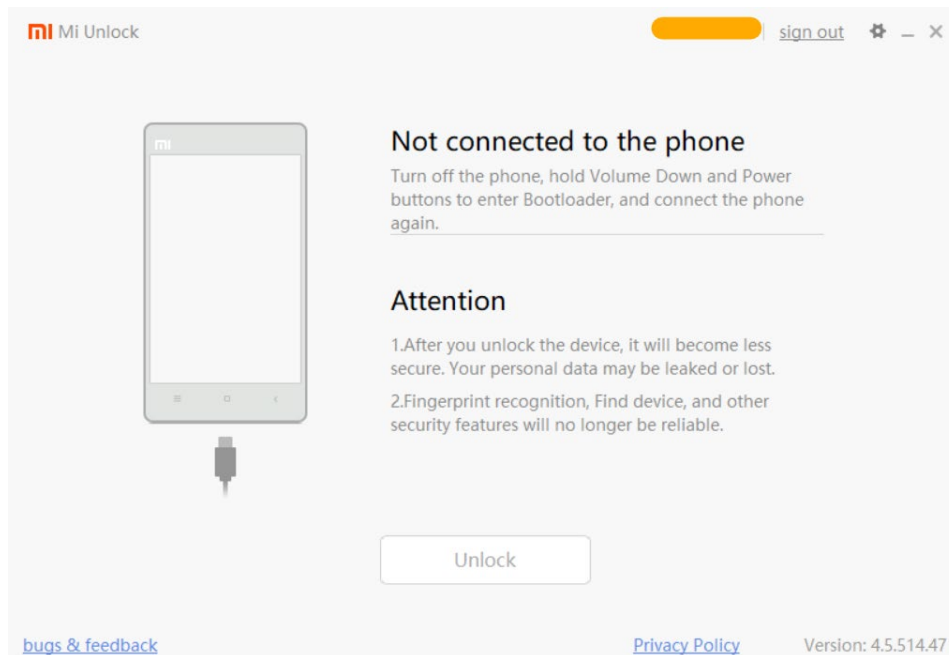 mi Mi Unlock
sign out
mi
Not connected to the phone
Turn off the phone, hold Volume Down and Power
buttons to enter Bootloader, and connect the phone
again.
Attention
1.After you unlock the device, it will become less
secure. Your personal data may be leaked or lost.
2.Fingerprint recognition, Find device, and other
security features will no longer be reliable.
Unlock
bugs & feedback
Privacy Policy
Version: 4.5.514.47